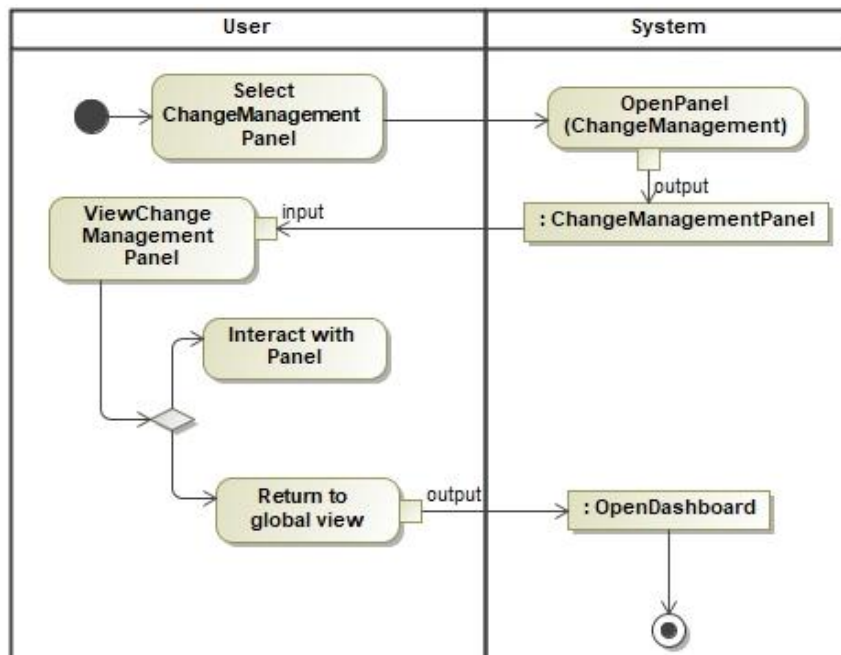 User
System
Select
ChangeManagement
Panel
OpenPanel
(ChangeManagement)
output
: ChangeManagementPanel
input
ViewChange
Management
Panel
Interact with
Panel
Return to
global view
output
: OpenDashboard